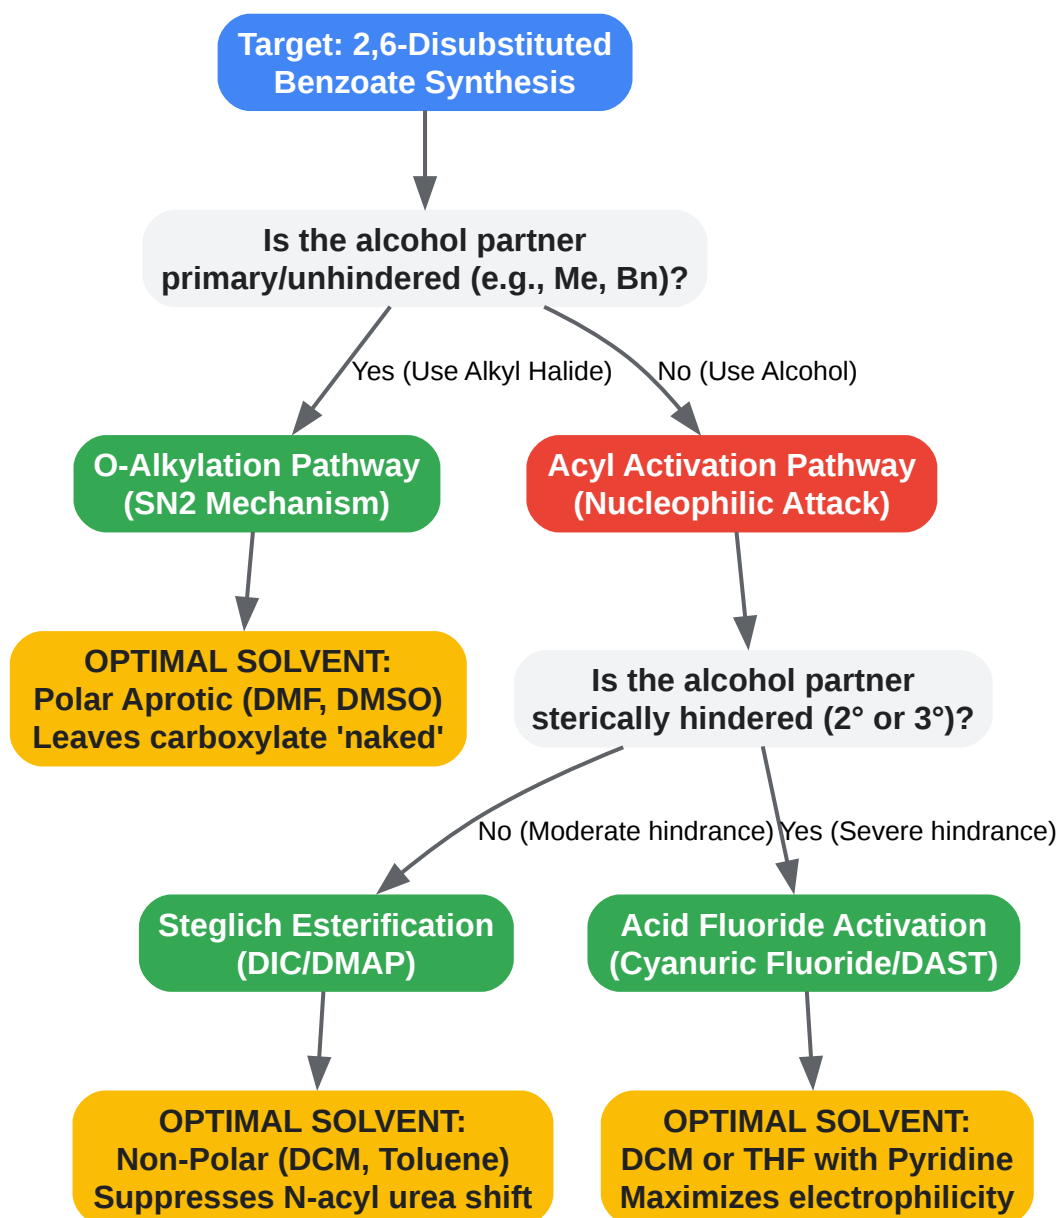 Target: 2,6-Disubstituted
Benzoate Synthesis
Is the alcohol partner
primary/unhindered (e.g., Me, Bn)?
Yes (Use Alkyl Halide)
No (Use Alcohol)
O-Alkylation Pathway
(SN2 Mechanism)
Acyl Activation Pathway
(Nucleophilic Attack)
OPTIMAL SOLVENT:
Polar Aprotic (DMF, DMSO)
Leaves carboxylate 'naked'
Is the alcohol partner
sterically hindered (2° or 3°)?
No (Moderate hindrance)
Yes (Severe hindrance)
Steglich Esterification
(DIC/DMAP)
Acid Fluoride Activation
(Cyanuric Fluoride/DAST)
OPTIMAL SOLVENT:
Non-Polar (DCM, Toluene)
Suppresses N-acyl urea shift
OPTIMAL SOLVENT:
DCM or THF with Pyridine
Maximizes electrophilicity